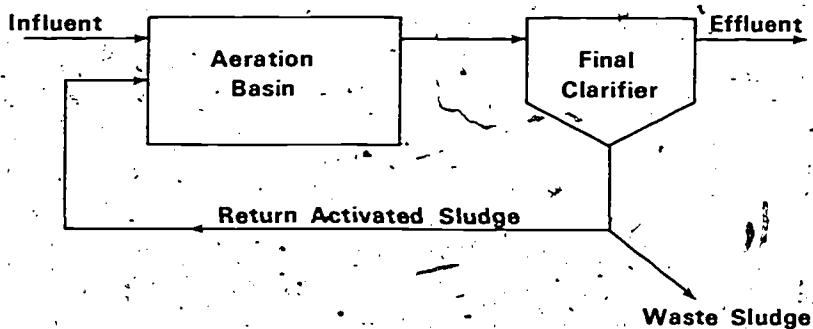 Influent
Effluent
Aeration
Basin
Final
Clarifier
Return Activated Sludge
Waste Sludge